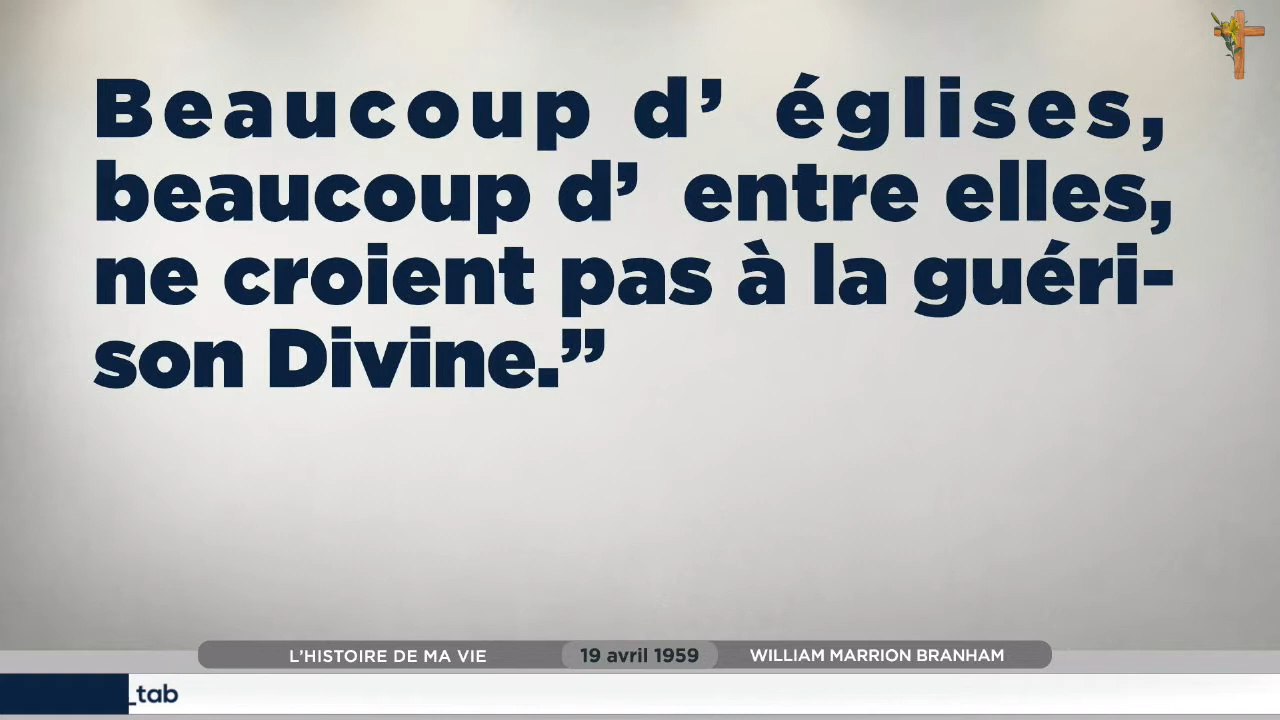 Beaucoup d’ églises,
beaucoup d’ entre elles,
ne croient pas à la guéri-
son Divine.”
L’HISTOIRE DE MA VIE 19 avril 1959 WILLIAM MARRION BRANHAM
_tab